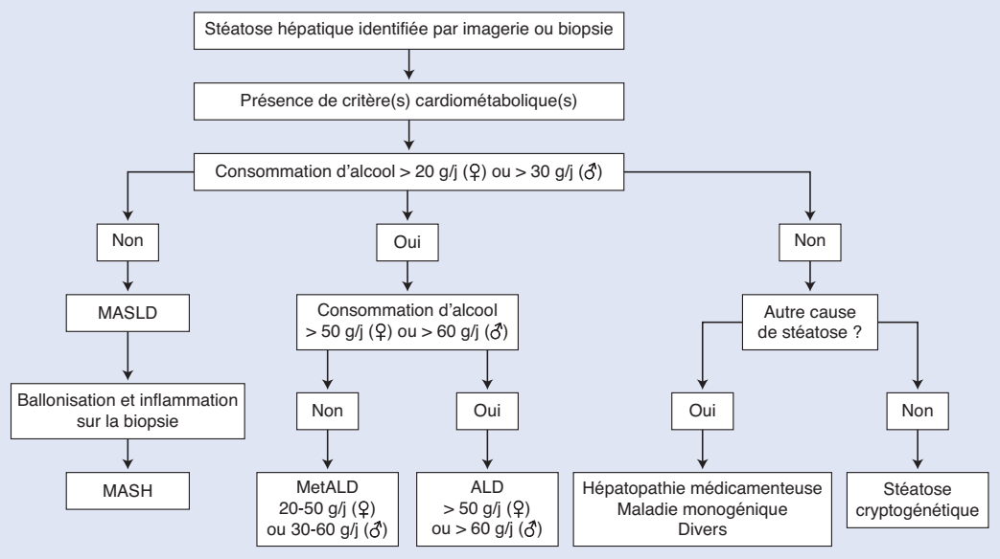 Stéatose hépatique identifiée par imagerie ou biopsie
Présence de critère(s) cardiométabolique(s)
Consommation d'alcool > 20 g/j (♀) ou > 30 g/j (♂)
Non
Oui
Non
MASLD
Consommation d'alcool
> 50 g/j (♀) ou > 60 g/j (♂)
Autre cause
de stéatose ?
Ballonisation et inflammation
sur la biopsie
Non
Oui
Oui
Non
MASH
MetALD
20-50 g/j (♀)
ou 30-60 g/j (♂)
ALD
> 50 g/j (♀)
ou > 60 g/j (♂)
Hépatopathie médicamenteuse
Maladie monogénique
Divers
Stéatose
cryptogénétique